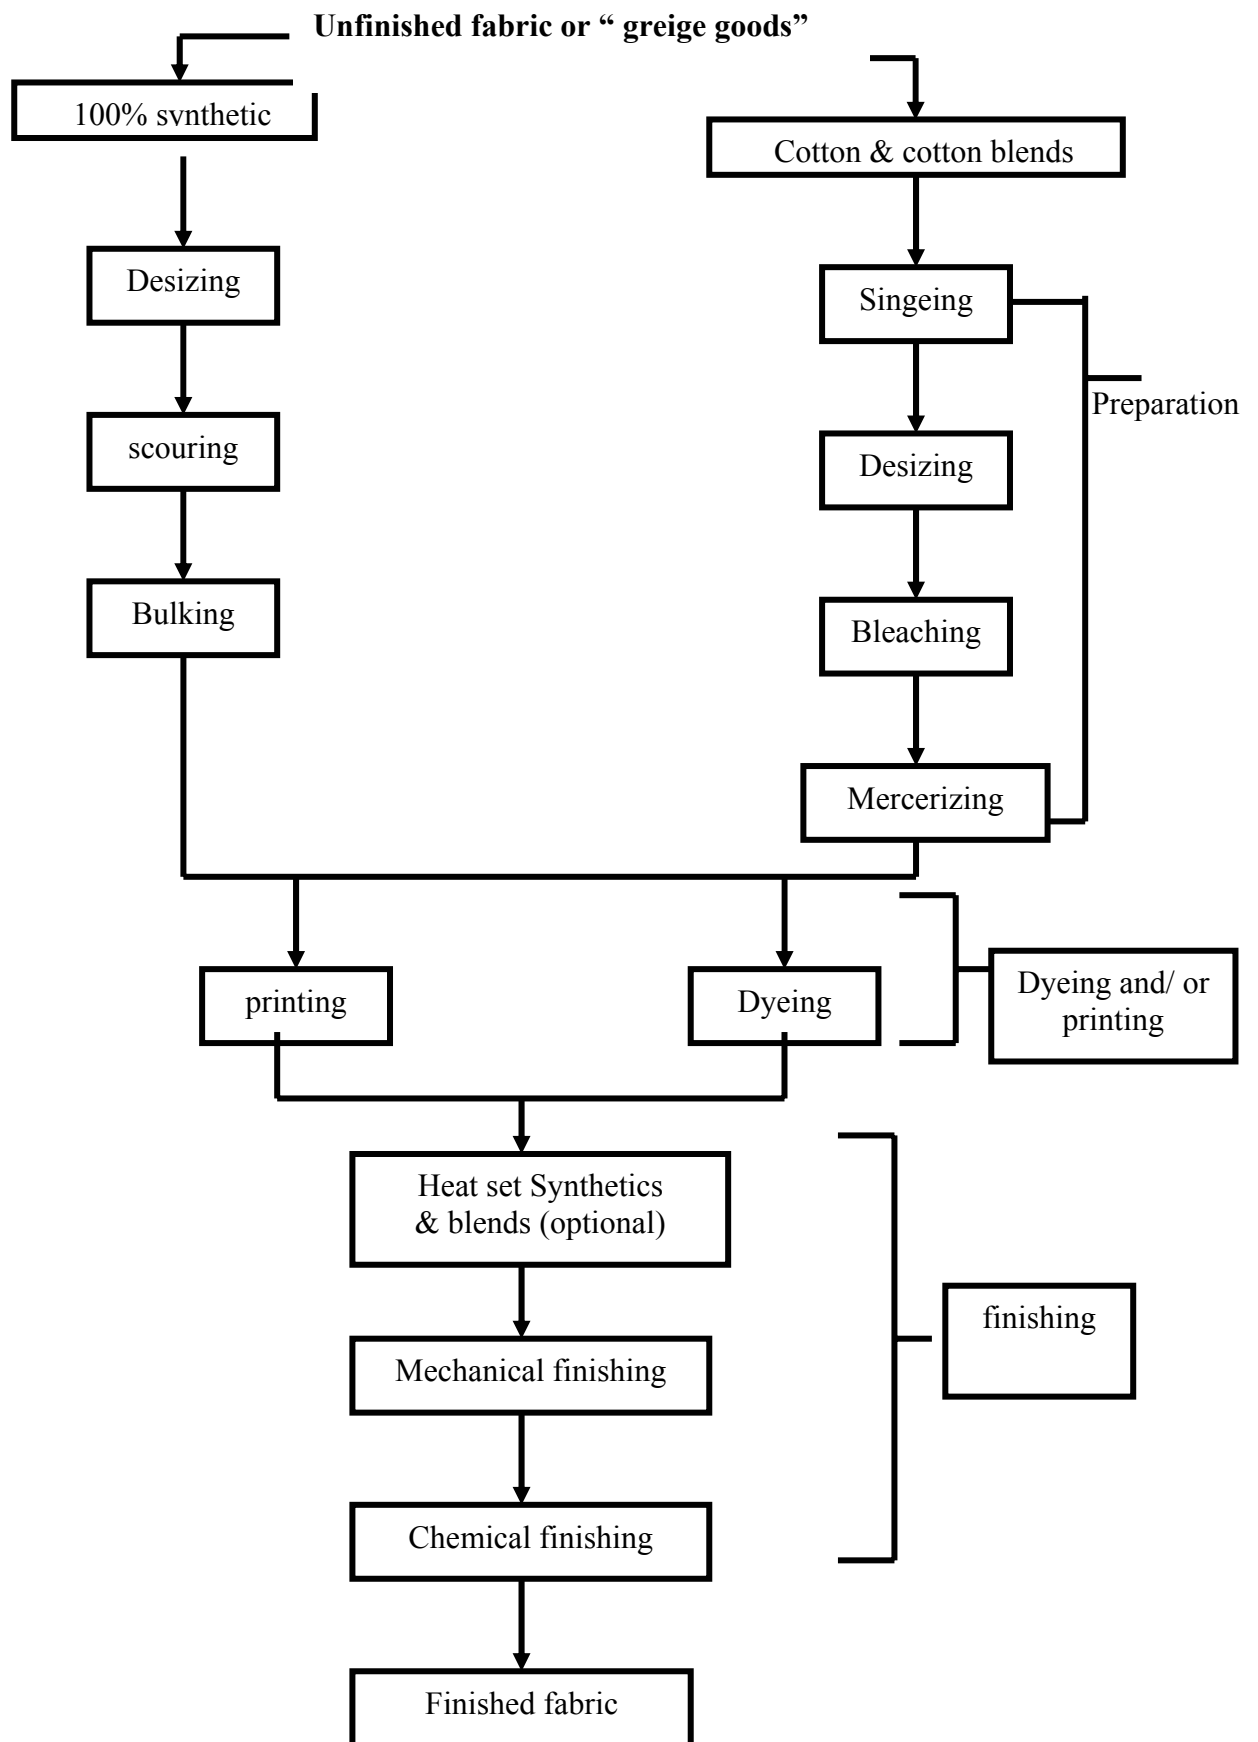 Unfinished fabric or “ greige goods”
100% svnthetic
Cotton & cotton blends
Desizing
Singeing
Preparation
scouring
Desizing
Bulking
Bleaching
Mercerizing
printing
Dyeing
Dyeing and/ or
printing
Heat set Synthetics
& blends (optional)
finishing
Mechanical finishing
Chemical finishing
Finished fabric